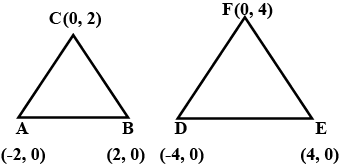 F(0, 4)
C(0, 2)
A B D E
(-2, 0) (2, 0) (-4, 0) (4, 0)